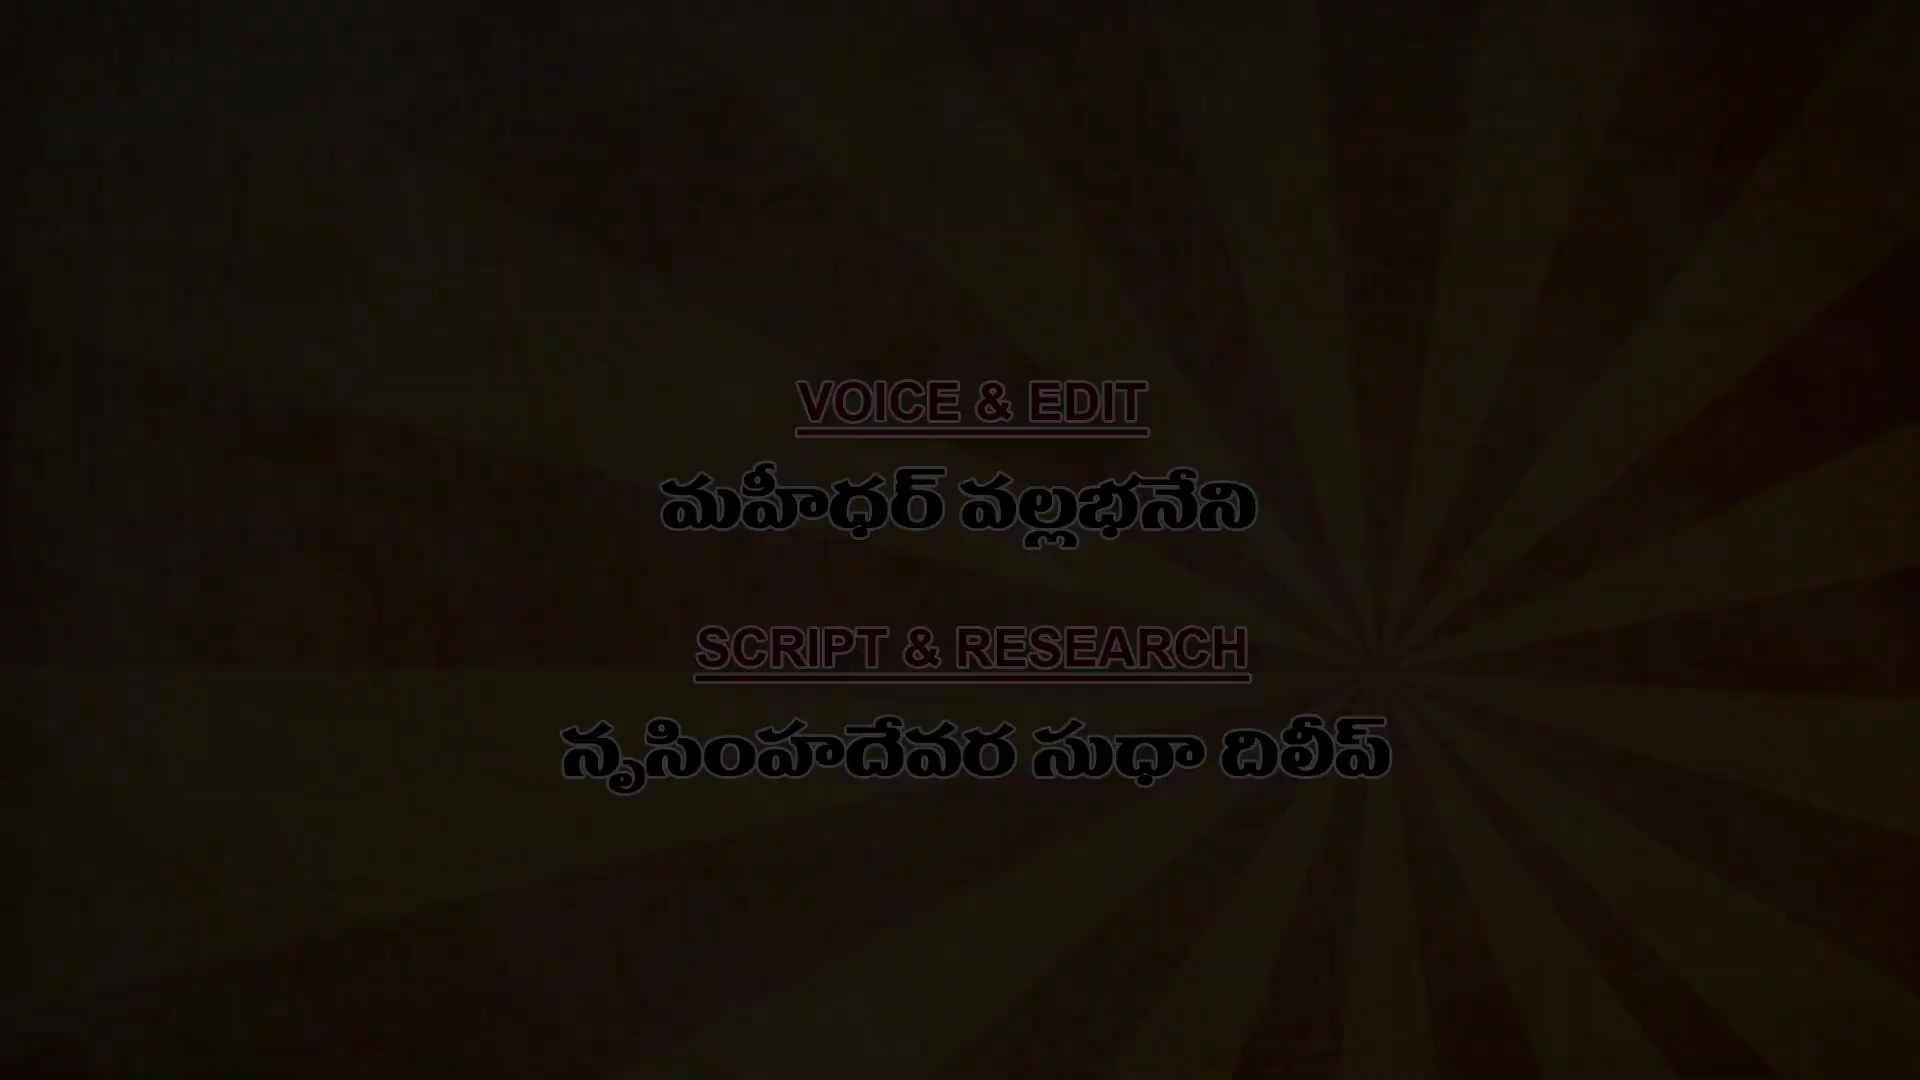 VOICE & EDIT
మహీధర్ వల్లభనేని
SCRIPT & RESEARCH
నృసింహదేవర సుధా దిలీప్